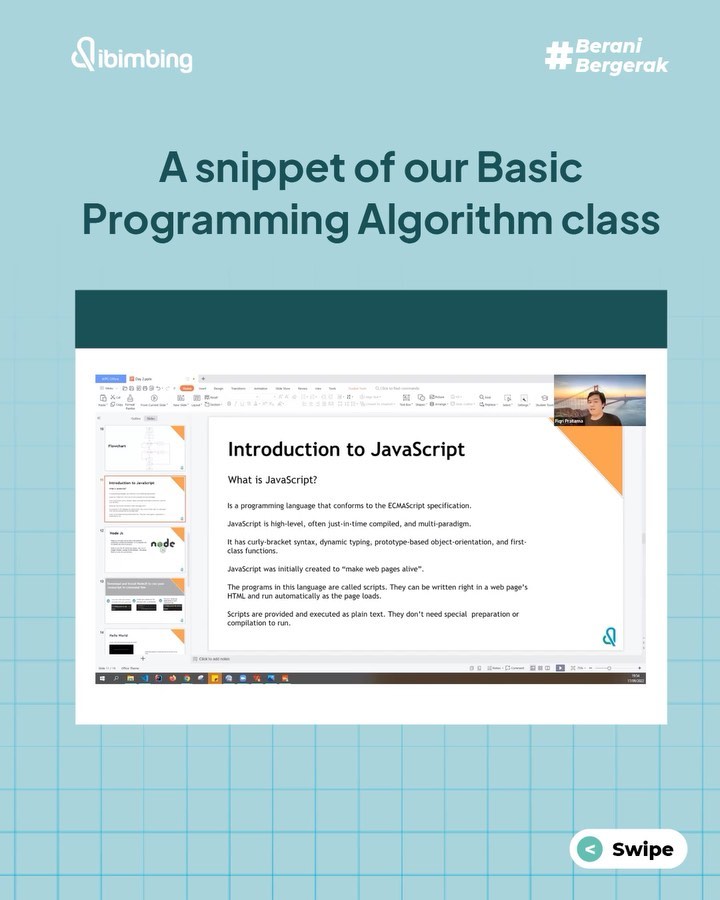 dibimbing
#Berani
Bergerak
A snippet of our Basic
Programming Algorithm class
Day 2.pptx
Flowchart
Introduction to JavaScript
Node js
node
Hello World
Fiqri Pratama
Introduction to JavaScript
What is JavaScript?
Is a programming language that conforms to the ECMAScript specification.
JavaScript is high-level, often just-in-time compiled, and multi-paradigm.
It has curly-bracket syntax, dynamic typing, prototype-based object-orientation, and first-
class functions.
JavaScript was initially created to “make web pages alive”.
The programs in this language are called scripts. They can be written right in a web page’s
HTML and run automatically as the page loads.
Scripts are provided and executed as plain text. They don’t need special preparation or
compilation to run.
Click to add notes
< Swipe